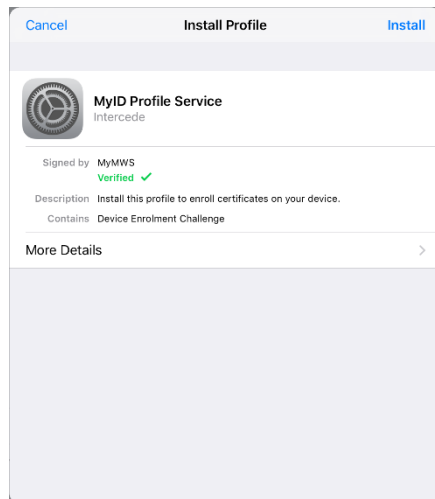 Cancel Install Profile Install
MyID Profile Service
Intercede
Signed by MyMWS
Verified ✓
Description Install this profile to enroll certificates on your device.
Contains Device Enrolment Challenge
More Details